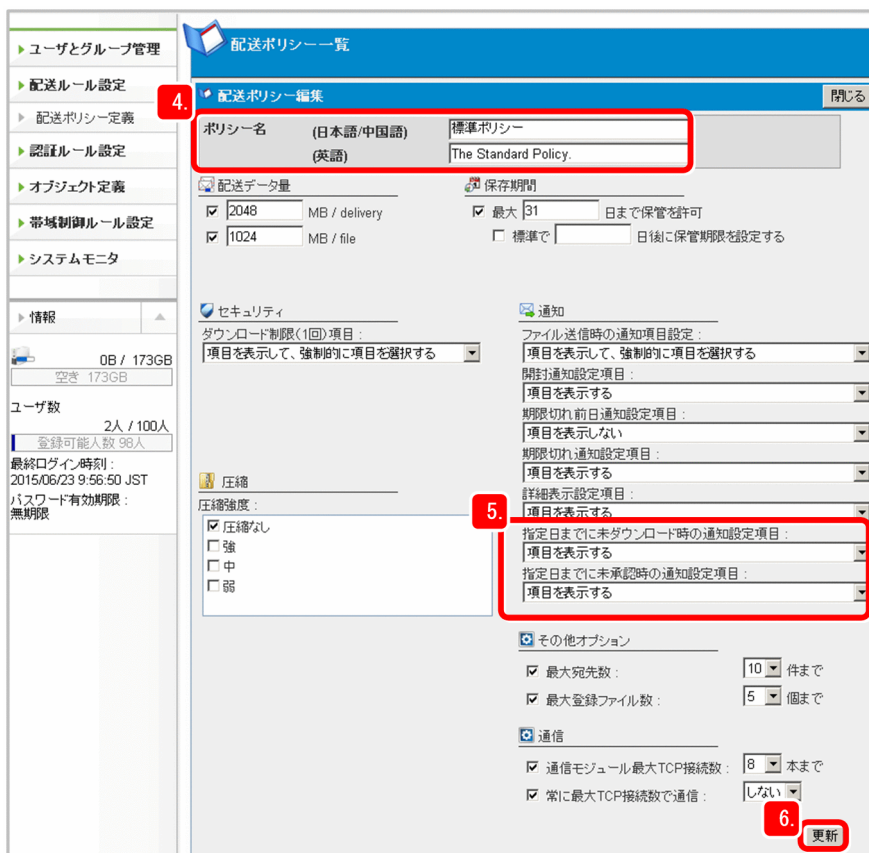 ユーザとグループ管理
配送ルール設定
配送ポリシー定義
認証ルール設定
オブジェクト定義
帯域制御ルール設定
システムモニタ
情報
0B / 173GB
空き 173GB
ユーザ数
2人 / 100人
登録可能人数 98人
最終ログイン時刻 :
2015/06/23 9:56:50 JST
パスワード有効期限 :
無期限
配送ポリシー一覧
4.
配送ポリシー編集
閉じる
ポリシー名 (日本語/中国語) 標準ポリシー
(英語) The Standard Policy.
配送データ量
2048 MB / delivery
1024 MB / file
保存期間
最大 31 日まで保管を許可
標準で 日後に保管期限を設定する
セキュリティ
ダウンロード制限(1回)項目 :
項目を表示して、強制的に項目を選択する
圧縮
圧縮強度 :
圧縮なし
強
中
弱
通知
ファイル送信時の通知項目設定 :
項目を表示して、強制的に項目を選択する
開封通知設定項目 :
項目を表示する
期限切れ前日通知設定項目 :
項目を表示しない
期限切れ通知設定項目 :
項目を表示する
詳細表示設定項目 :
項目を表示する
5.
指定日までに未ダウンロード時の通知設定項目 :
項目を表示する
指定日までに未承認時の通知設定項目 :
項目を表示する
その他オプション
最大宛先数 : 10 件まで
最大登録ファイル数 : 5 個まで
通信
通信モジュール最大TCP接続数 : 8 本まで
常に最大TCP接続数で通信 : しない
6.
更新